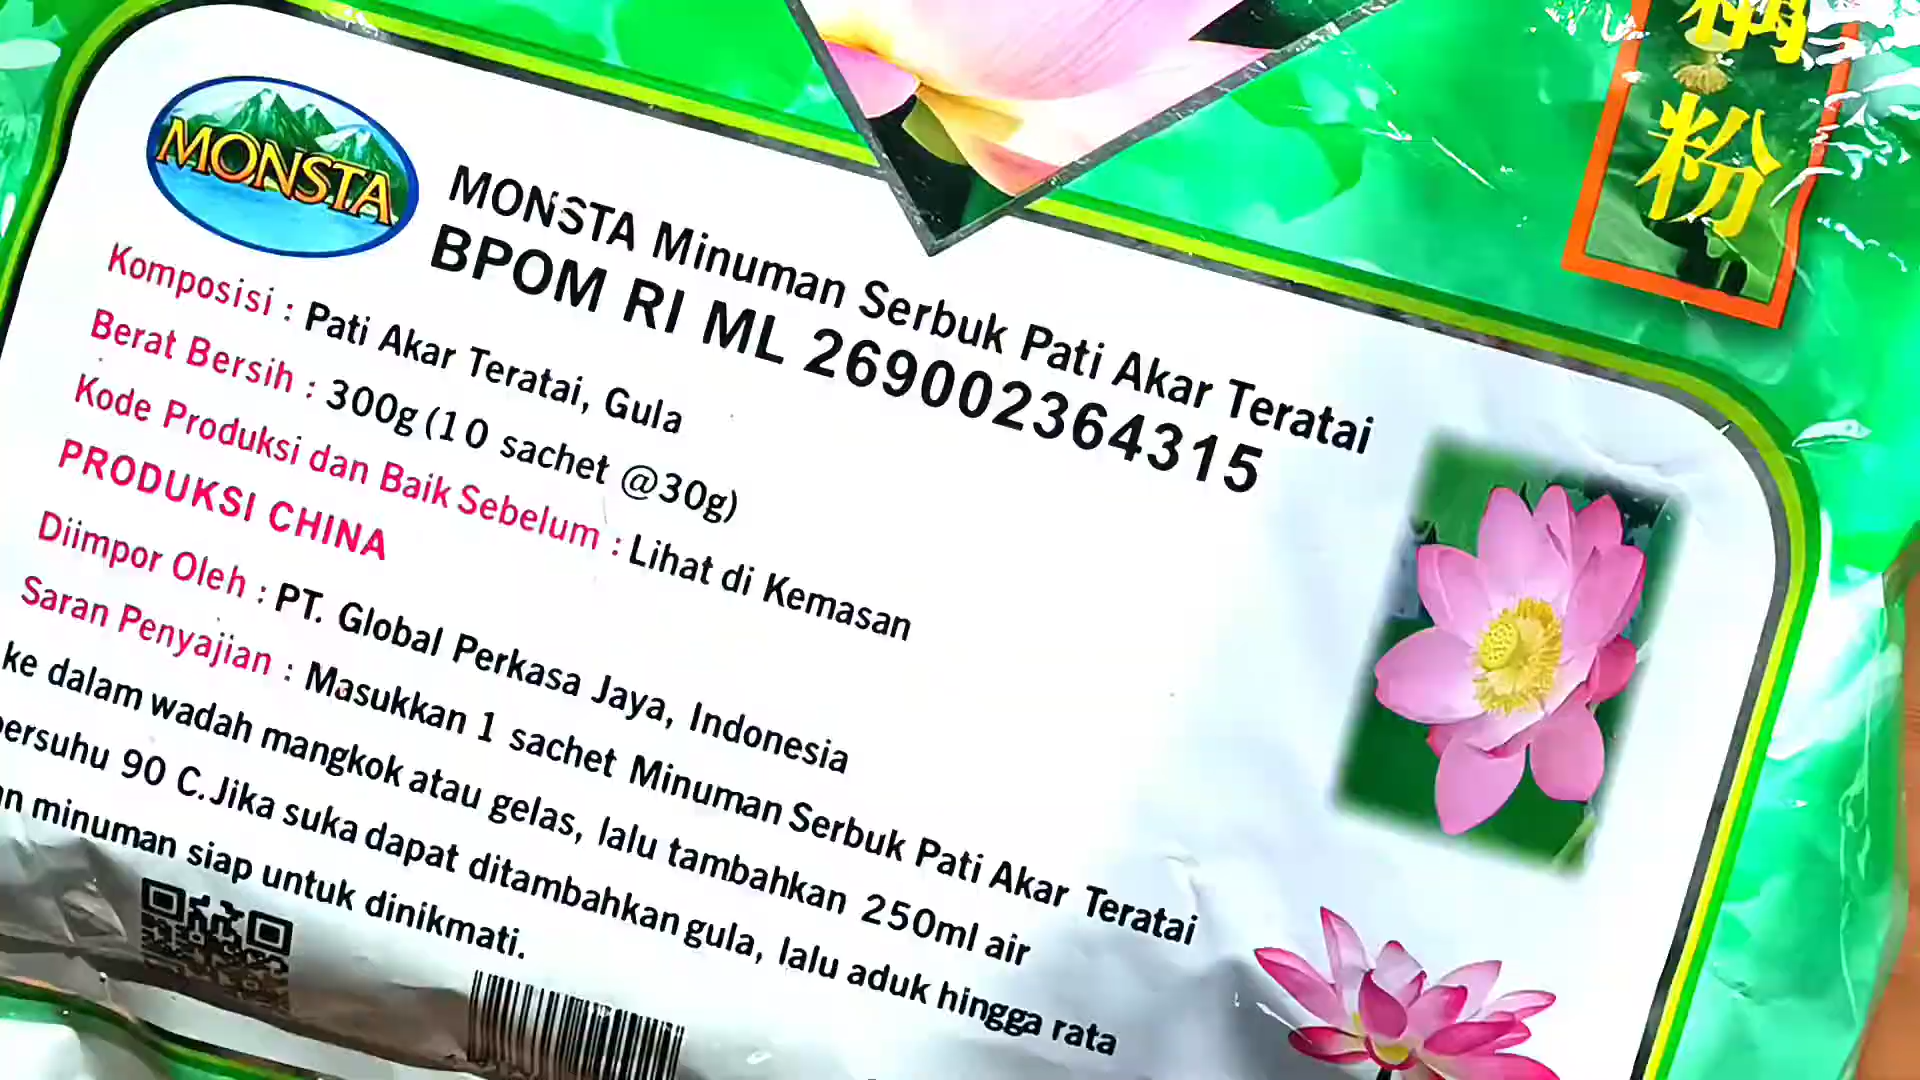 MONSTA
MONSTA Minuman Serbuk Pati Akar Teratai
BPOM RI ML 269002364315
Komposisi : Pati Akar Teratai, Gula
Berat Bersih : 300g (10 sachet @30g)
Kode Produksi dan Baik Sebelum : Lihat di Kemasan
PRODUKSI CHINA
Diimpor Oleh : PT. Global Perkasa Jaya, Indonesia
Saran Penyajian : Masukkan 1 sachet Minuman Serbuk Pati Akar Teratai
ke dalam wadah mangkok atau gelas, lalu tambahkan 250ml air
bersuhu 90 C.Jika suka dapat ditambahkan gula, lalu aduk hingga rata
minuman siap untuk dinikmati.
粉